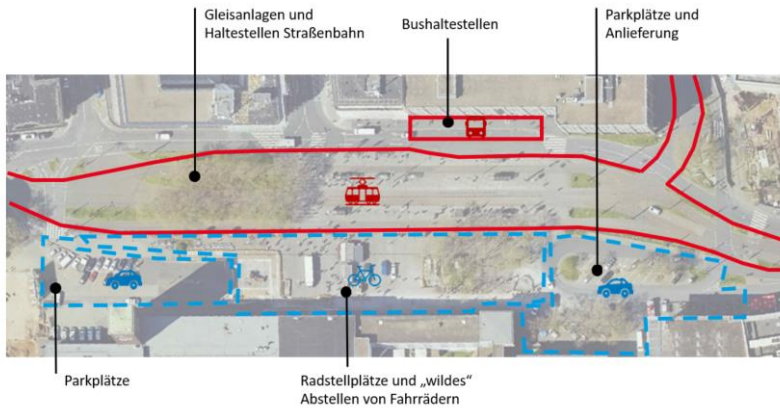 Gleisanlagen und
Haltestellen Straßenbahn
Bushaltestellen
Parkplätze und
Anlieferung
Parkplätze
Radstellplätze und „wildes“
Abstellen von Fahrrädern